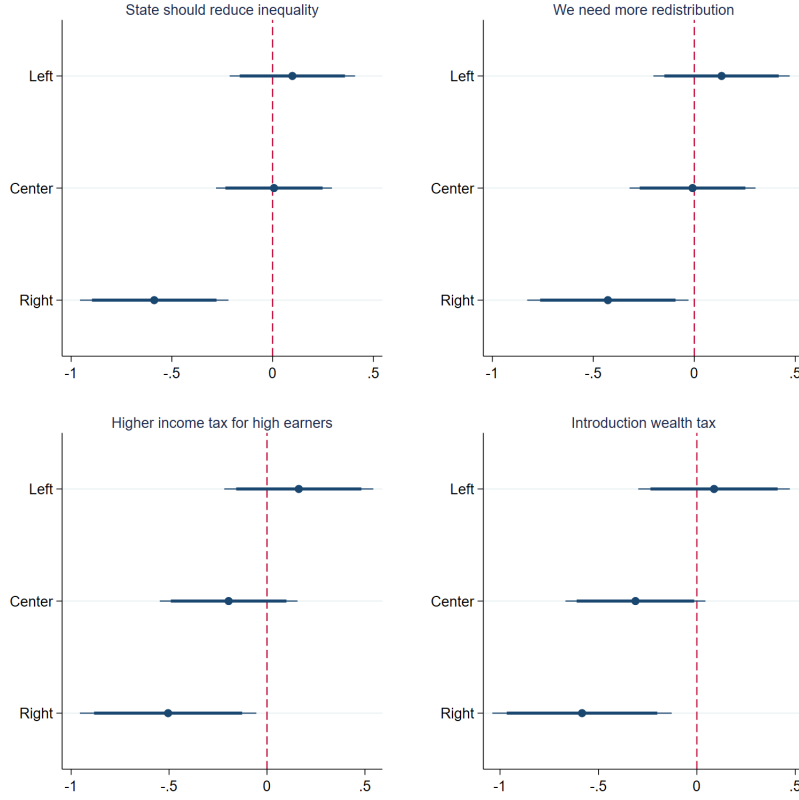 State should reduce inequality
Left
Center
Right
-1 -.5 0 .5
We need more redistribution
Left
Center
Right
-1 -.5 0 .5
Higher income tax for high earners
Left
Center
Right
-1 -.5 0 .5
Introduction wealth tax
Left
Center
Right
-1 -.5 0 .5